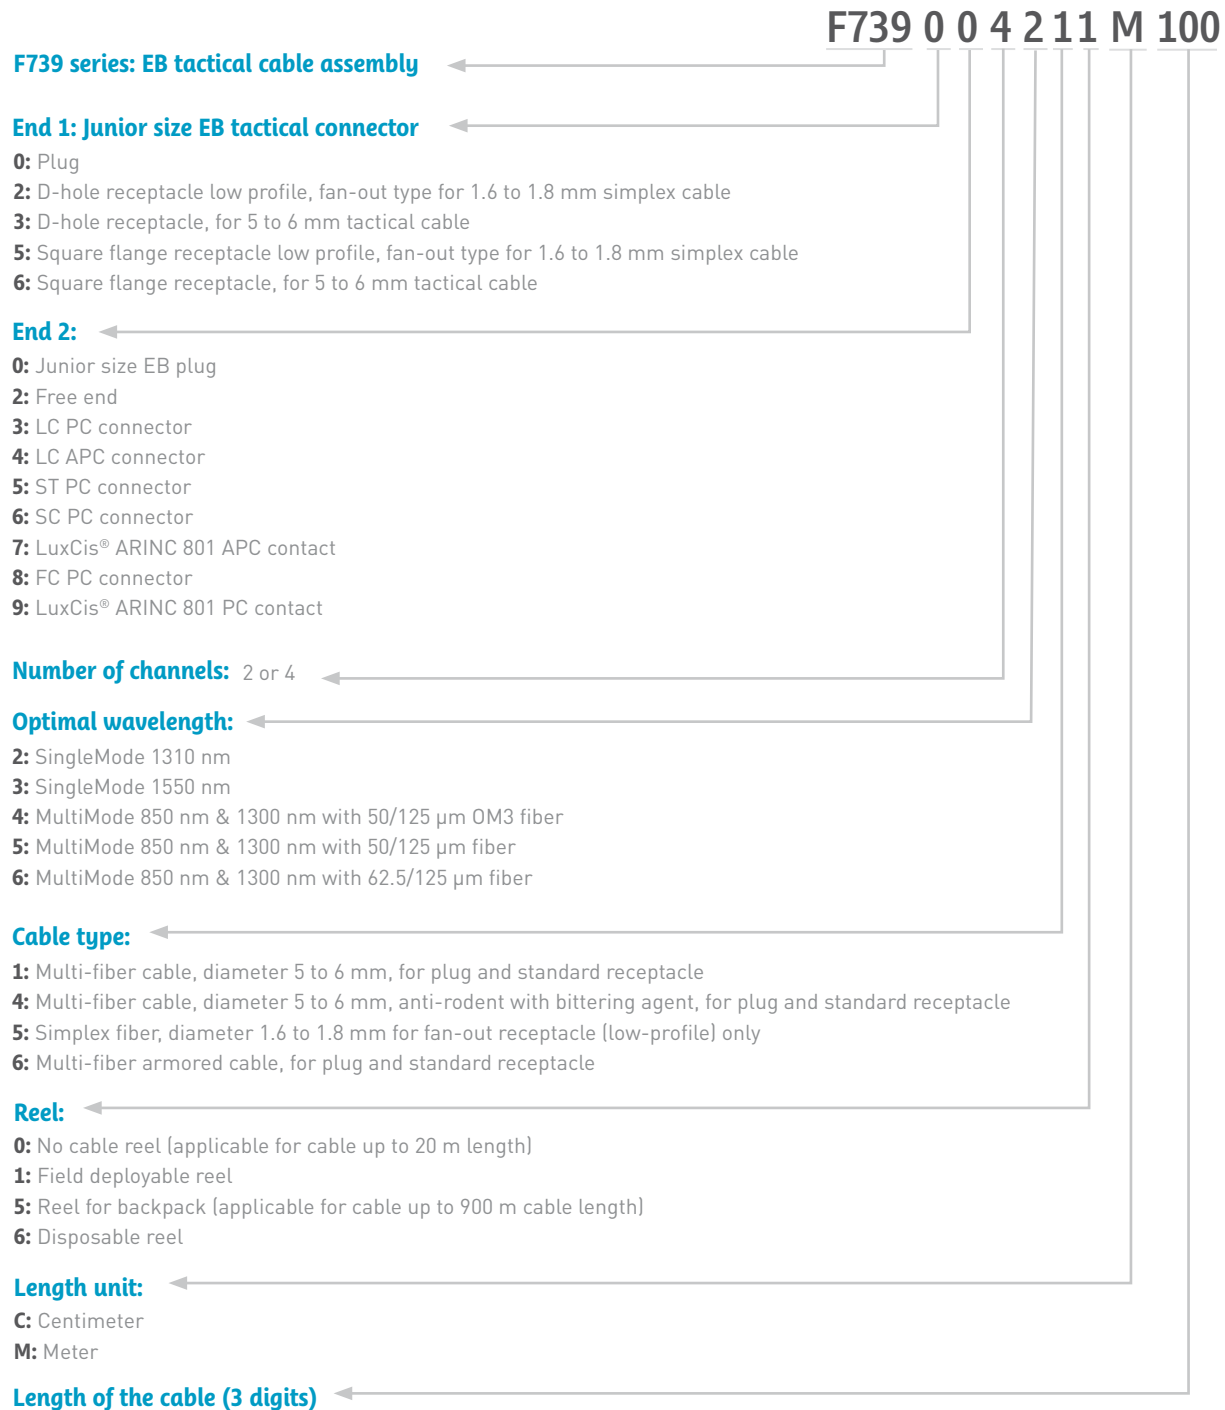 F739 0 0 4 2 1 1 M 100
F739 series: EB tactical cable assembly
End 1: Junior size EB tactical connector
0: Plug
2: D-hole receptacle low profile, fan-out type for 1.6 to 1.8 mm simplex cable
3: D-hole receptacle, for 5 to 6 mm tactical cable
5: Square flange receptacle low profile, fan-out type for 1.6 to 1.8 mm simplex cable
6: Square flange receptacle, for 5 to 6 mm tactical cable
End 2:
0: Junior size EB plug
2: Free end
3: LC PC connector
4: LC APC connector
5: ST PC connector
6: SC PC connector
7: LuxCis® ARINC 801 APC contact
8: FC PC connector
9: LuxCis® ARINC 801 PC contact
Number of channels: 2 or 4
Optimal wavelength:
2: SingleMode 1310 nm
3: SingleMode 1550 nm
4: MultiMode 850 nm & 1300 nm with 50/125 µm OM3 fiber
5: MultiMode 850 nm & 1300 nm with 50/125 µm fiber
6: MultiMode 850 nm & 1300 nm with 62.5/125 µm fiber
Cable type:
1: Multi-fiber cable, diameter 5 to 6 mm, for plug and standard receptacle
4: Multi-fiber cable, diameter 5 to 6 mm, anti-rodent with bittering agent, for plug and standard receptacle
5: Simplex fiber, diameter 1.6 to 1.8 mm for fan-out receptacle (low-profile) only
6: Multi-fiber armored cable, for plug and standard receptacle
Reel:
0: No cable reel (applicable for cable up to 20 m length)
1: Field deployable reel
5: Reel for backpack (applicable for cable up to 900 m cable length)
6: Disposable reel
Length unit:
C: Centimeter
M: Meter
Length of the cable (3 digits)